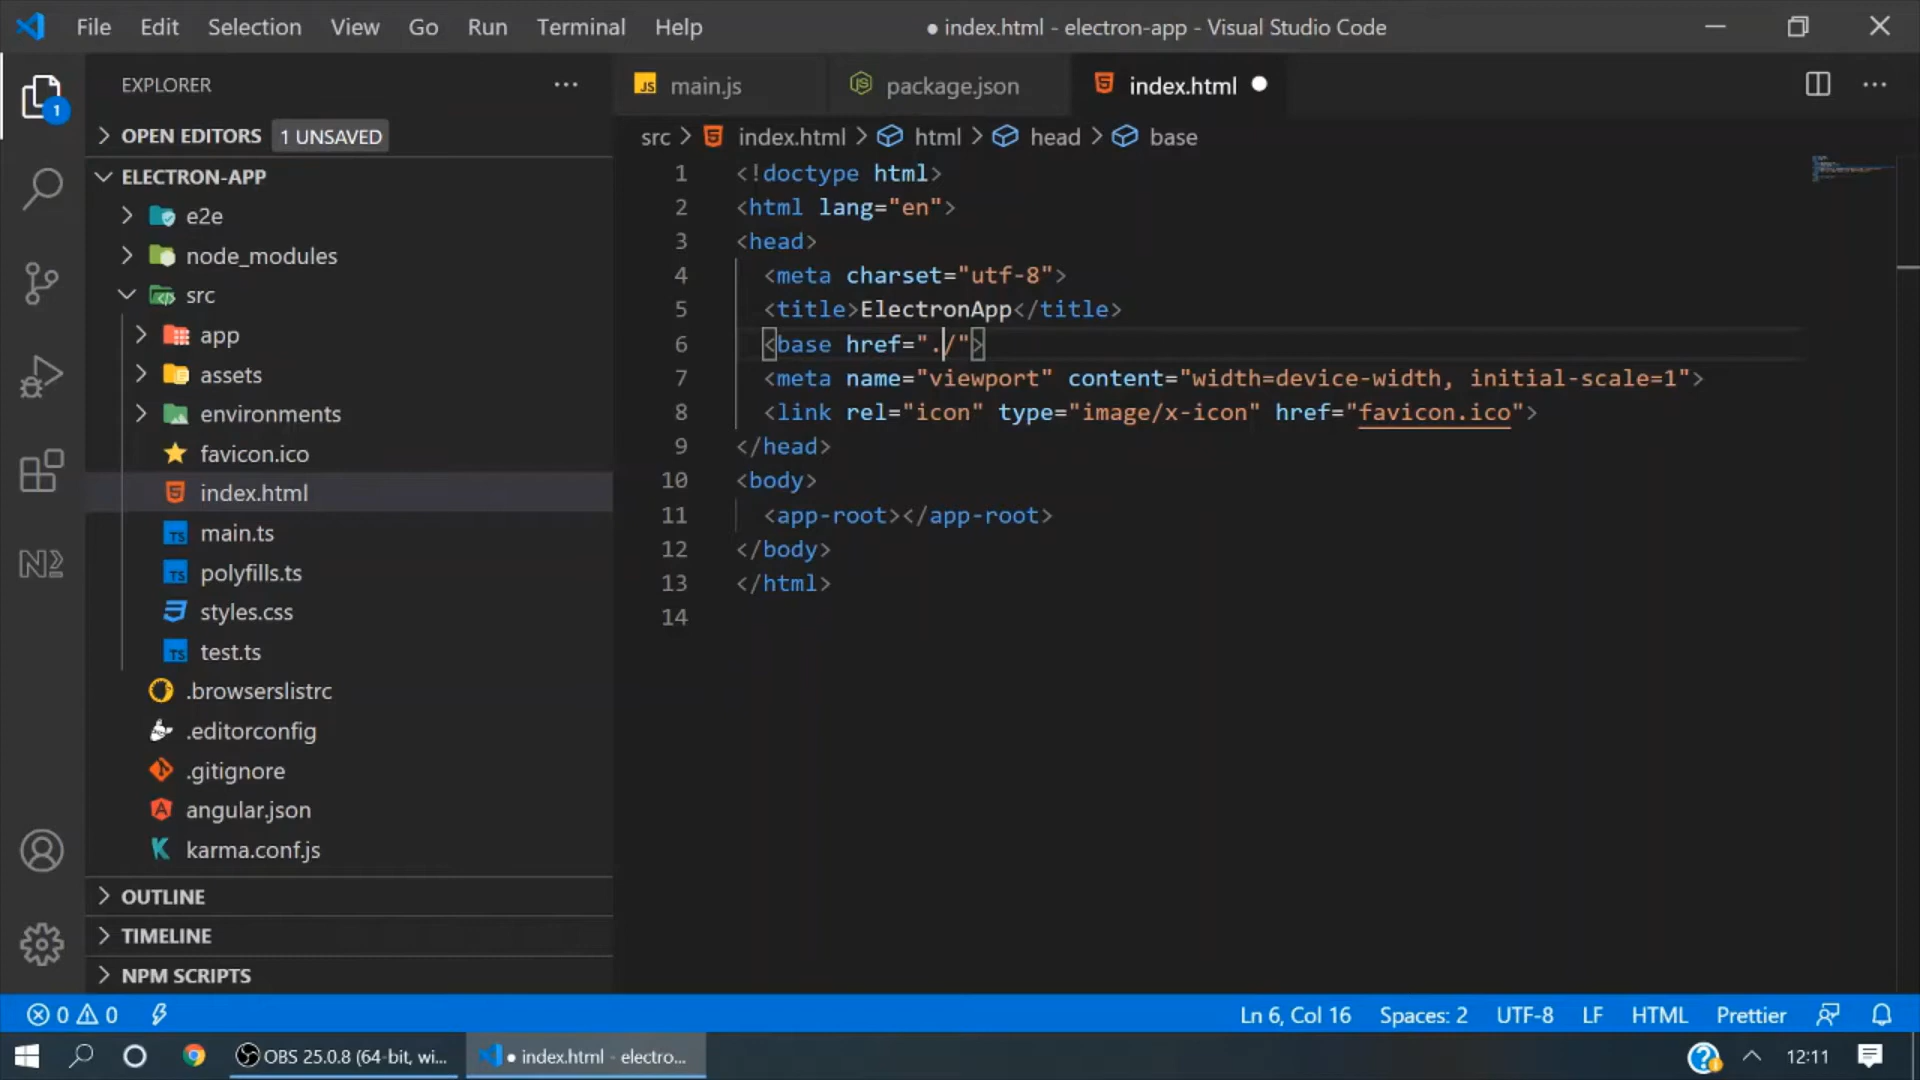 File Edit Selection View Go Run Terminal Help
● index.html - electron-app - Visual Studio Code
EXPLORER
1
OPEN EDITORS 1 UNSAVED
ELECTRON-APP
e2e
node_modules
src
app
assets
environments
favicon.ico
index.html
main.ts
polyfills.ts
styles.css
test.ts
.browserslistrc
.editorconfig
.gitignore
angular.json
karma.conf.js
OUTLINE
TIMELINE
NPM SCRIPTS
main.js package.json index.html
src > index.html > html > head > base
1 <!doctype html>
2 <html lang="en">
3 <head>
4 <meta charset="utf-8">
5 <title>ElectronApp</title>
6 <base href="./">
7 <meta name="viewport" content="width=device-width, initial-scale=1">
8 <link rel="icon" type="image/x-icon" href="favicon.ico">
9 </head>
10 <body>
11 <app-root></app-root>
12 </body>
13 </html>
14
0 0 Ln 6, Col 16 Spaces: 2 UTF-8 LF HTML Prettier
OBS 25.0.8 (64-bit, wi... ● index.html - electro... 12:11